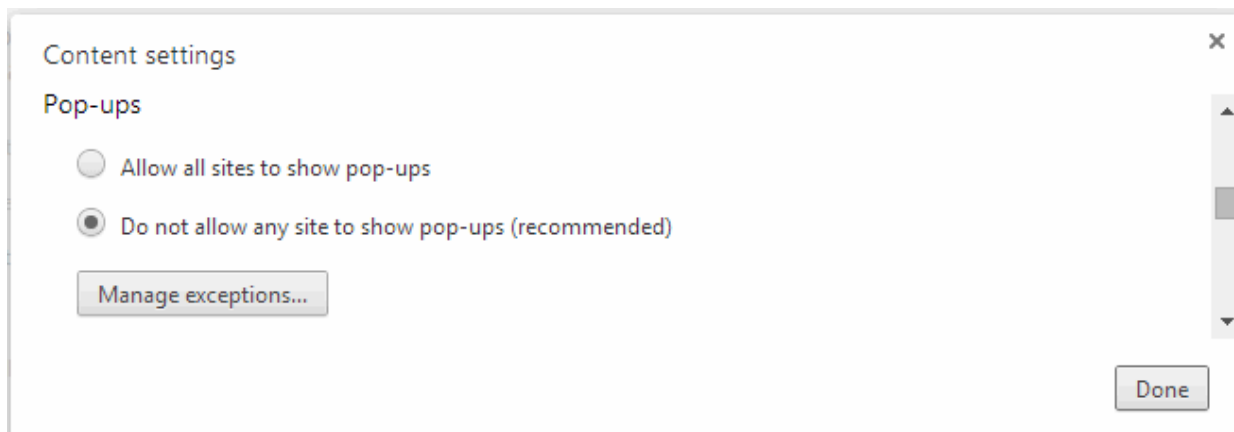 Content settings
Pop-ups
Allow all sites to show pop-ups
Do not allow any site to show pop-ups (recommended)
Manage exceptions...
Done